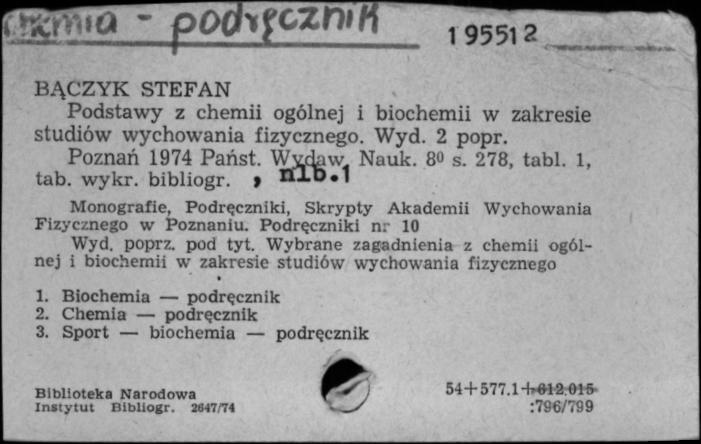 chemia - podręcznik
195512
BĄCZYK STEFAN
Podstawy z chemii ogólnej i biochemii w zakresie
studiów wychowania fizycznego. Wyd. 2 popr.
Poznań 1974 Państ. Wydaw. Nauk. 8⁰ s. 278, tabl. 1,
tab. wykr. bibliogr. , nlb.1
Monografie, Podręczniki, Skrypty Akademii Wychowania
Fizycznego w Poznaniu. Podręczniki nr 10
Wyd. poprz. pod tyt. Wybrane zagadnienia z chemii ogól-
nej i biochemii w zakresie studiów wychowania fizycznego
1. Biochemia — podręcznik
2. Chemia — podręcznik
3. Sport — biochemia — podręcznik
Biblioteka Narodowa
Instytut Bibliogr. 2647/74
54+577.1+612.015
:796/799